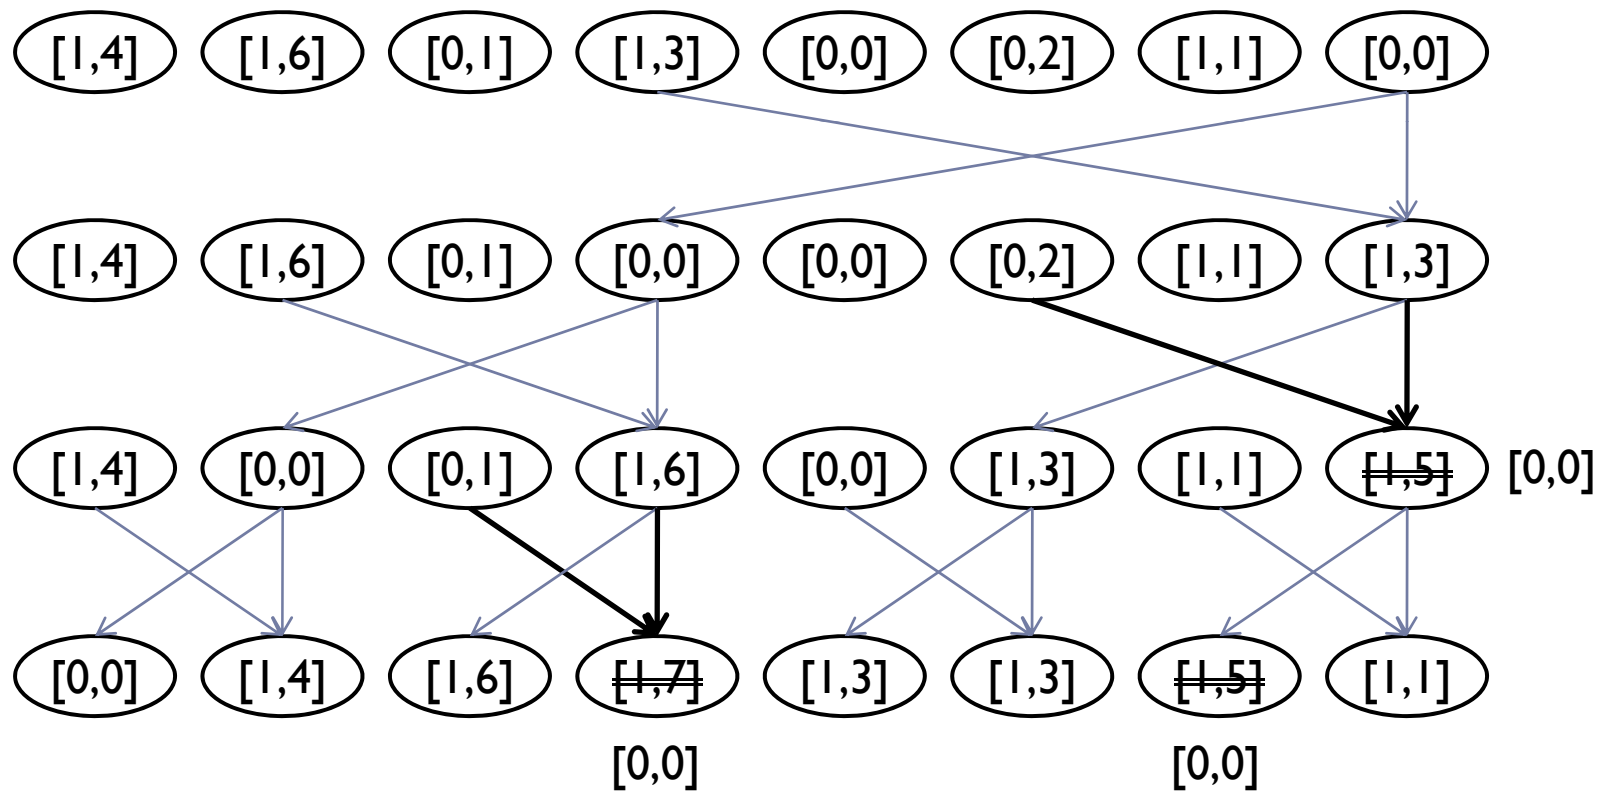 [1,4] [1,6] [0,1] [1,3] [0,0] [0,2] [1,1] [0,0]
[1,4] [1,6] [0,1] [0,0] [0,0] [0,2] [1,1] [1,3]
[1,4] [0,0] [0,1] [1,6] [0,0] [1,3] [1,1] [1,5] [0,0]
[0,0] [1,4] [1,6] [1,7] [1,3] [1,3] [1,5] [1,1]
[0,0] [0,0]